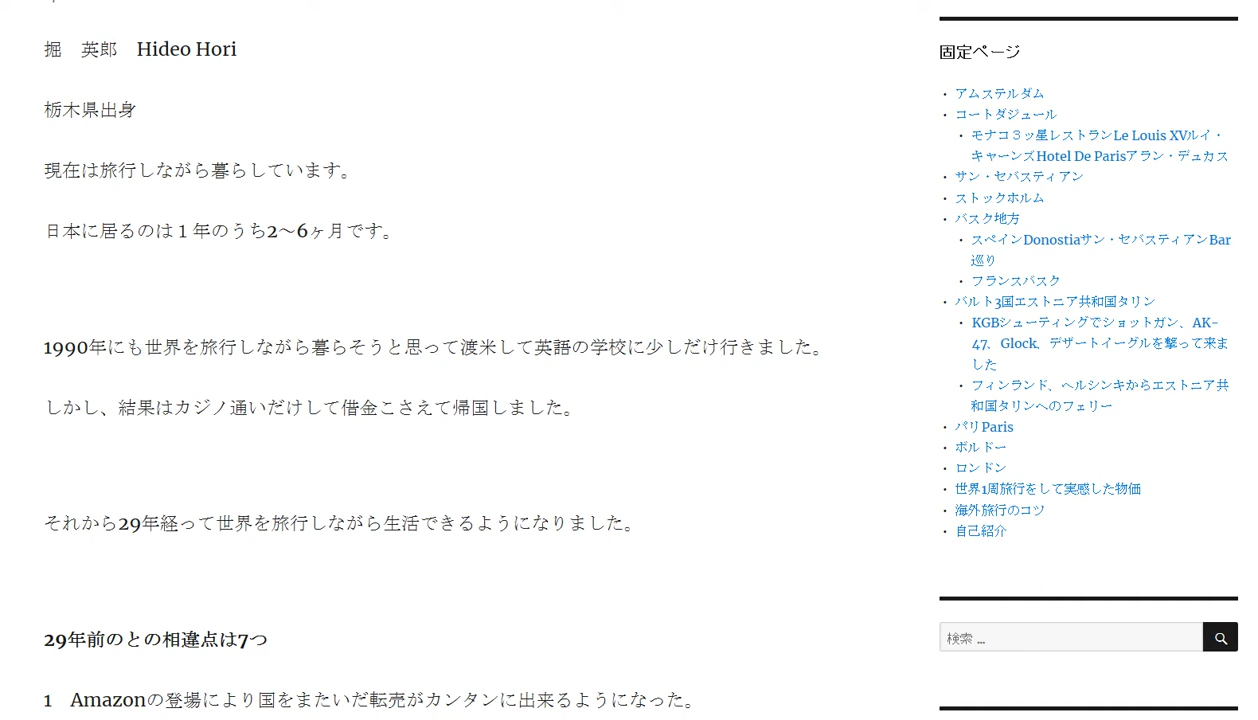 堀　英郎　Hideo Hori
栃木県出身
現在は旅行しながら暮らしています。
日本に居るのは１年のうち2〜6ヶ月です。
1990年にも世界を旅行しながら暮らそうと思って渡米して英語の学校に少しだけ行きました。
しかし、結果はカジノ通いだけして借金こさえて帰国しました。
それから29年経って世界を旅行しながら生活できるようになりました。
29年前のとの相違点は7つ
1　Amazonの登場により国をまたいだ転売がカンタンに出来るようになった。
固定ページ
・アムステルダム
・コートダジュール
・モナコ３ッ星レストランLe Louis XVルイ・
キャーンズHotel De Parisアラン・デュカス
・サン・セバスティアン
・ストックホルム
・バスク地方
・スペインDonostiaサン・セバスティアンBar
巡り
・フランスバスク
・バルト3国エストニア共和国タリン
・KGBシューティングでショットガン、AK-
47、Glock、デザートイーグルを撃って来ま
した
・フィンランド、ヘルシンキからエストニア共
和国タリンへのフェリー
・パリParis
・ボルドー
・ロンドン
・世界1周旅行をして実感した物価
・海外旅行のコツ
・自己紹介
検索 ...